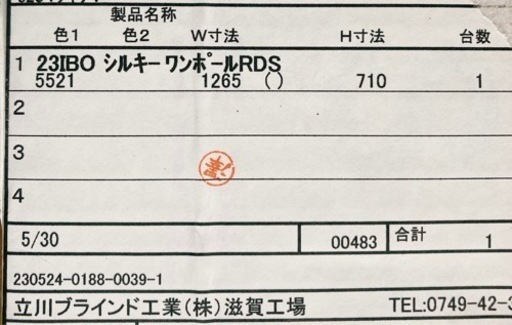 製品名称
色1 色2 W寸法 H寸法 台数
1 23IBO シルキーワンポールRDS
5521 1265 ( ) 710 1
2
3
4
5/30 00483 合計 1
230524-0188-0039-1
立川ブラインド工業(株)滋賀工場 TEL:0749-42-